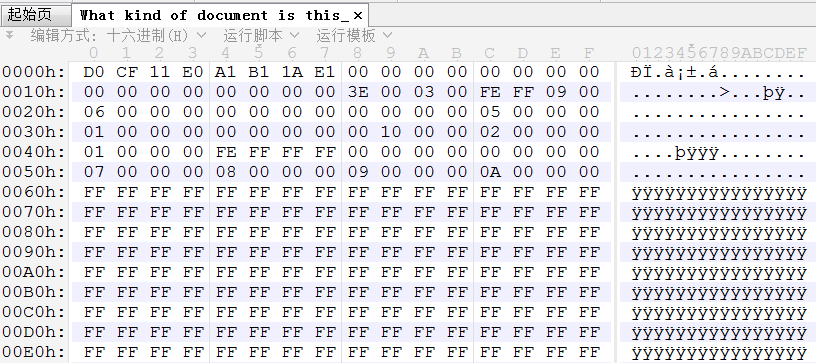 起始页 What kind of document is this_ ×
编辑方式: 十六进制(H) 运行脚本 运行模板
0 1 2 3 4 5 6 7 8 9 A B C D E F 0123456789ABCDEF
0000h: D0 CF 11 E0 A1 B1 1A E1 00 00 00 00 00 00 00 00 ÐÏ.à¡±.á........
0010h: 00 00 00 00 00 00 00 00 3E 00 03 00 FE FF 09 00 ........>...þÿ..
0020h: 06 00 00 00 00 00 00 00 00 00 00 00 05 00 00 00 ................
0030h: 01 00 00 00 00 00 00 00 00 10 00 00 02 00 00 00 ................
0040h: 01 00 00 00 FE FF FF FF 00 00 00 00 00 00 00 00 ....þÿÿÿ........
0050h: 07 00 00 00 08 00 00 00 09 00 00 00 0A 00 00 00 ................
0060h: FF FF FF FF FF FF FF FF FF FF FF FF FF FF FF FF ÿÿÿÿÿÿÿÿÿÿÿÿÿÿÿÿ
0070h: FF FF FF FF FF FF FF FF FF FF FF FF FF FF FF FF ÿÿÿÿÿÿÿÿÿÿÿÿÿÿÿÿ
0080h: FF FF FF FF FF FF FF FF FF FF FF FF FF FF FF FF ÿÿÿÿÿÿÿÿÿÿÿÿÿÿÿÿ
0090h: FF FF FF FF FF FF FF FF FF FF FF FF FF FF FF FF ÿÿÿÿÿÿÿÿÿÿÿÿÿÿÿÿ
00A0h: FF FF FF FF FF FF FF FF FF FF FF FF FF FF FF FF ÿÿÿÿÿÿÿÿÿÿÿÿÿÿÿÿ
00B0h: FF FF FF FF FF FF FF FF FF FF FF FF FF FF FF FF ÿÿÿÿÿÿÿÿÿÿÿÿÿÿÿÿ
00C0h: FF FF FF FF FF FF FF FF FF FF FF FF FF FF FF FF ÿÿÿÿÿÿÿÿÿÿÿÿÿÿÿÿ
00D0h: FF FF FF FF FF FF FF FF FF FF FF FF FF FF FF FF ÿÿÿÿÿÿÿÿÿÿÿÿÿÿÿÿ
00E0h: FF FF FF FF FF FF FF FF FF FF FF FF FF FF FF FF ÿÿÿÿÿÿÿÿÿÿÿÿÿÿÿÿ